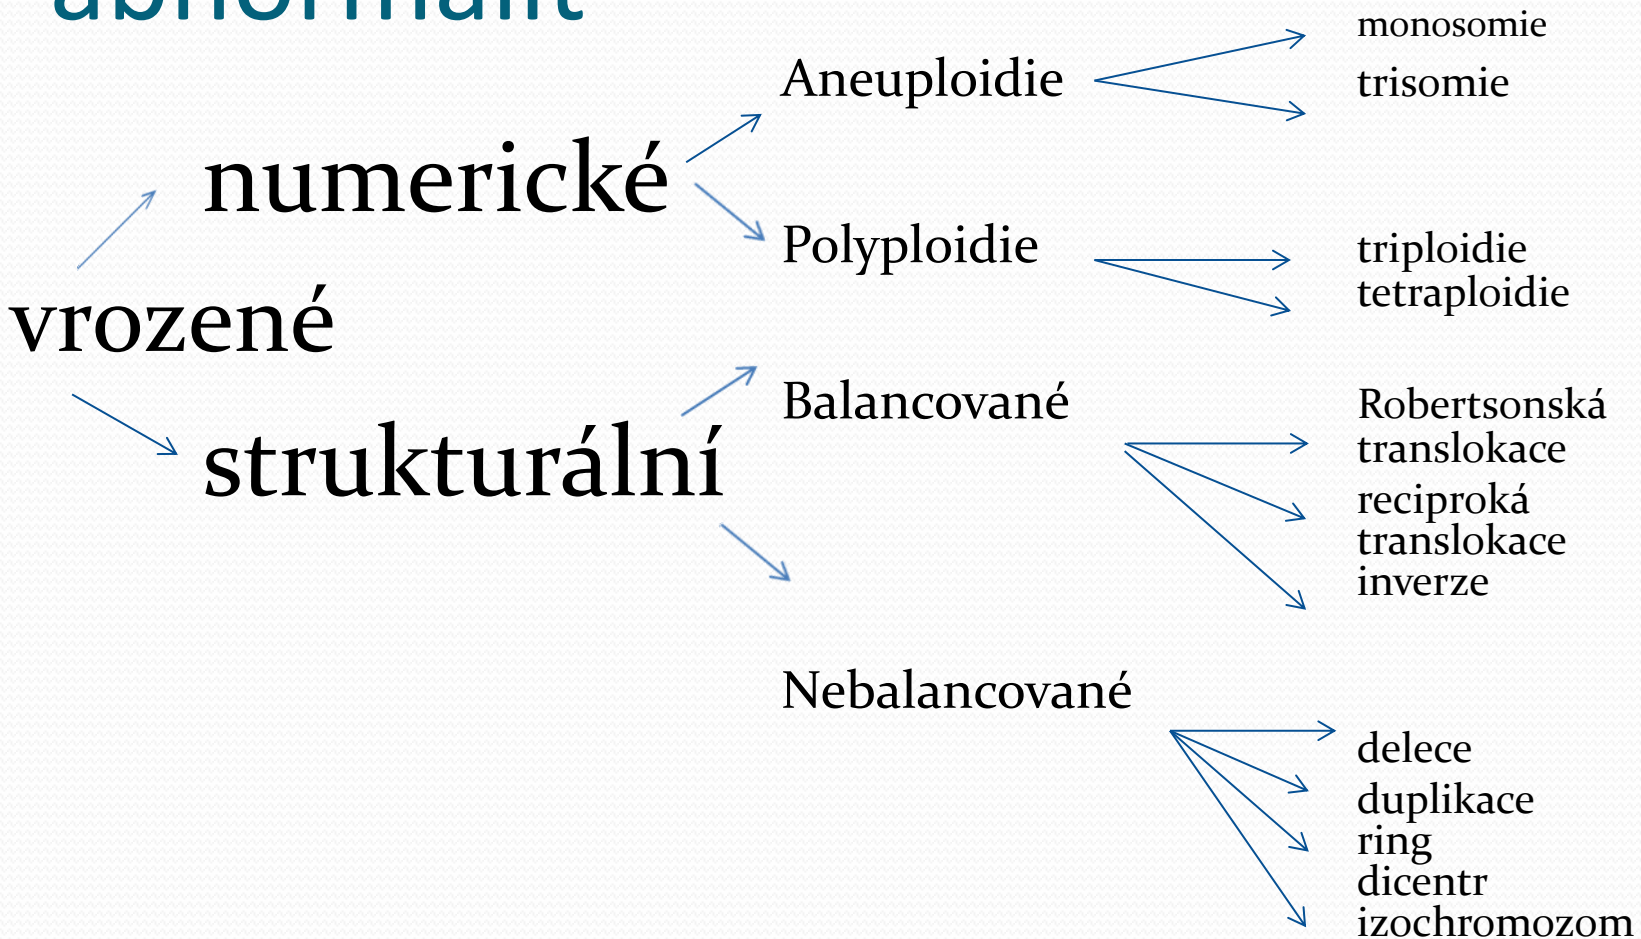 abnormalit
monosomie
Aneuploidie
trisomie
numerické
Polyploidie
triploidie
tetraploidie
vrozené
Balancované
Robertsonská
translokace
strukturální
reciproká
translokace
inverze
Nebalancované
delece
duplikace
ring
dicentr
izochromozom